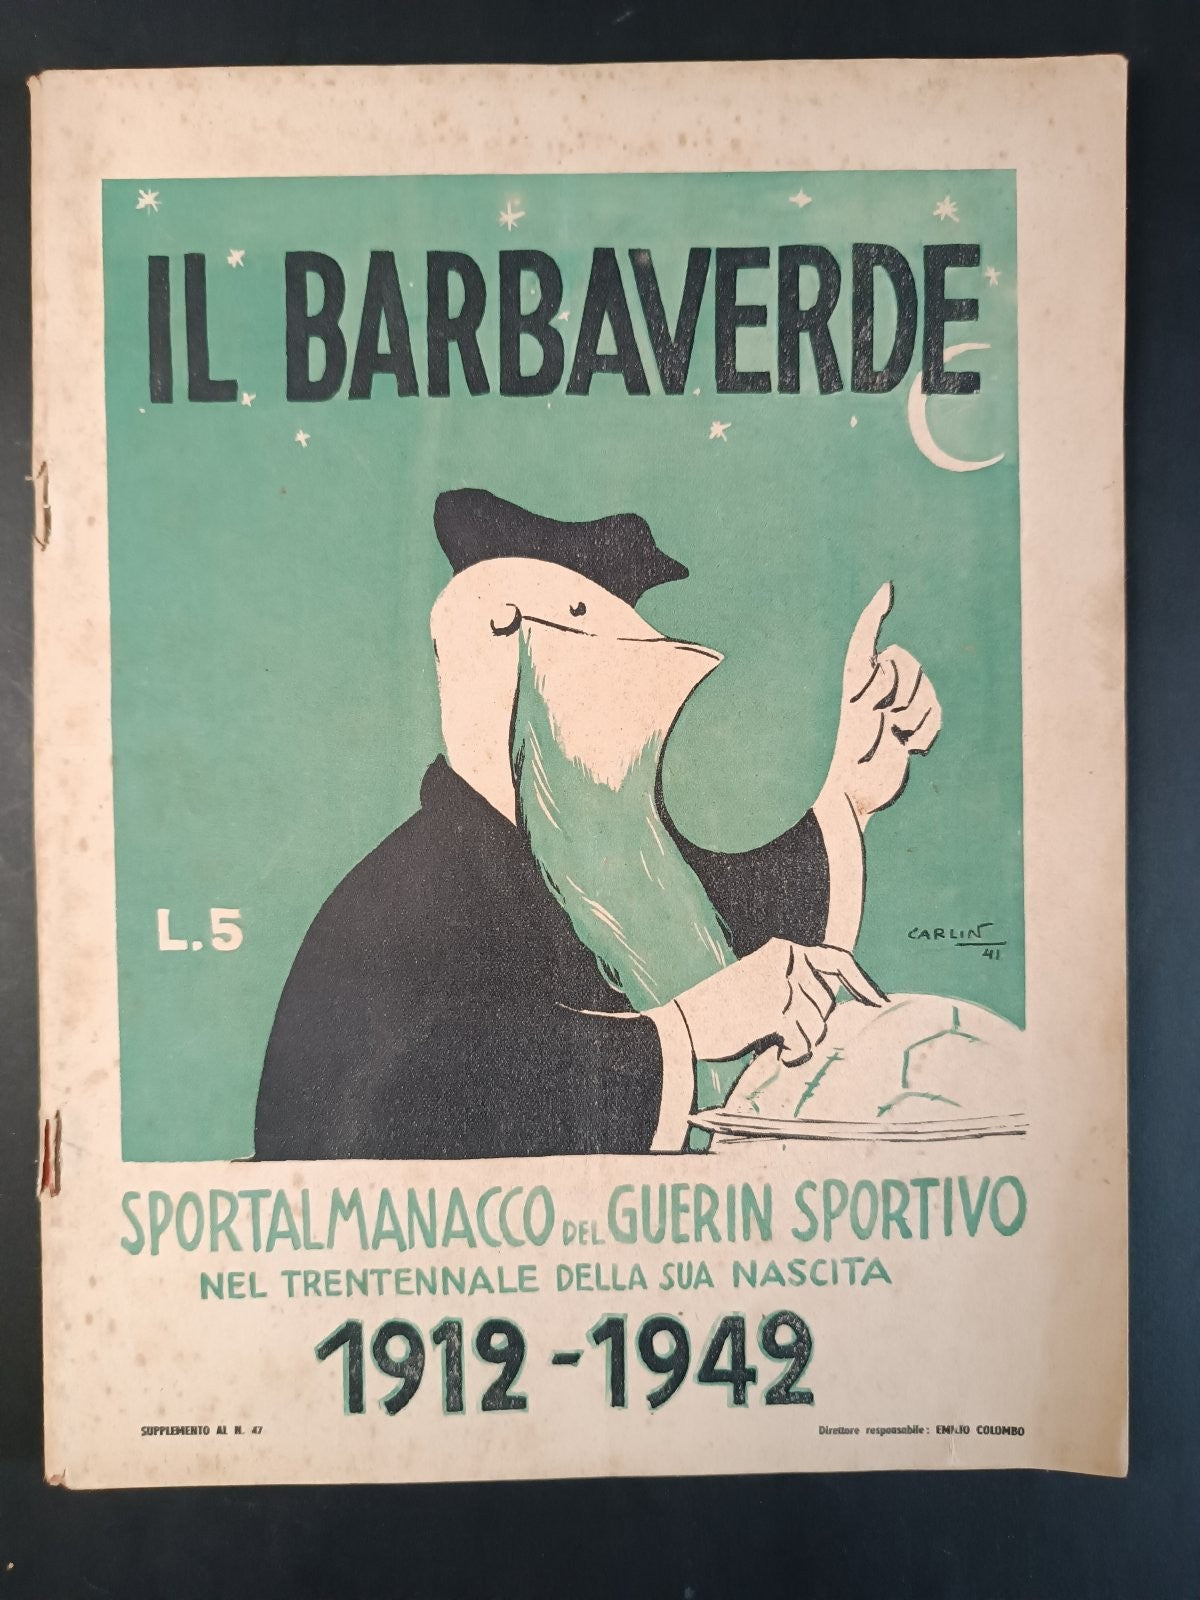 IL BARBAVERDE
L.5
CARLIN
41
SPORTALMANACCO DEL GUERIN SPORTIVO
NEL TRENTENNALE DELLA SUA NASCITA
1912-1942
SUPPLEMENTO AL N. 47
Direttore responsabile: EMILIO COLOMBO